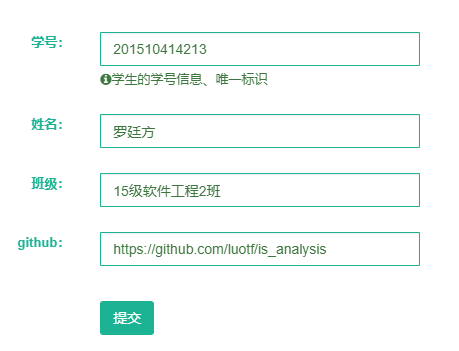 学号：
201510414213
学生的学号信息、唯一标识
姓名：
罗廷方
班级：
15级软件工程2班
github：
https://github.com/luotf/is_analysis
提交